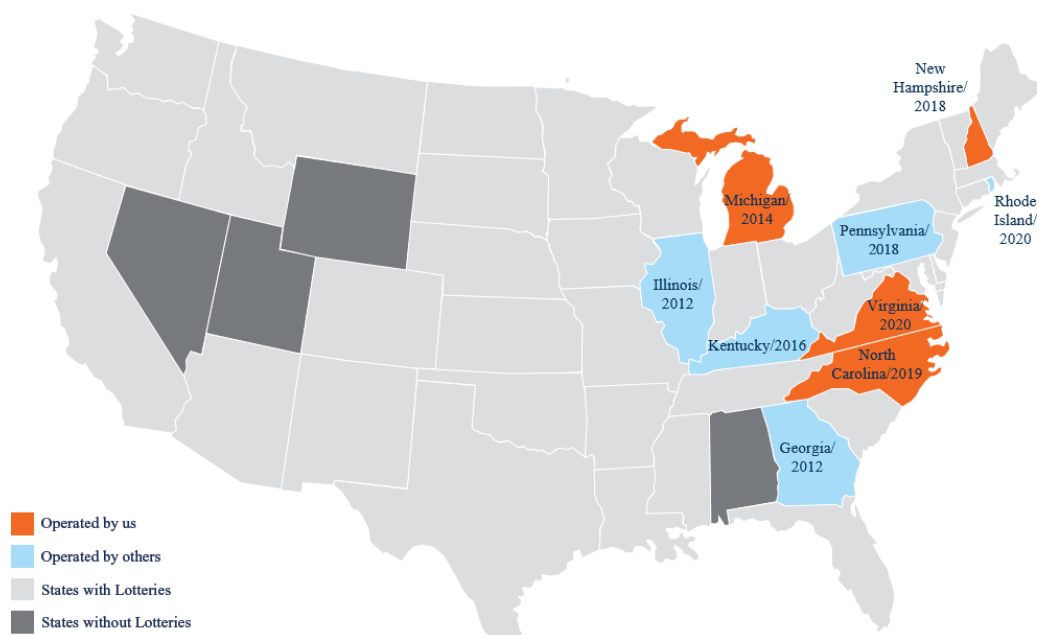 New
Hampshire/
2018
Michigan/
2014
Rhode
Island/
2020
Pennsylvania/
2018
Illinois/
2012
Virginia/
2020
Kentucky/2016
North
Carolina/2019
Georgia/
2012
Operated by us
Operated by others
States with Lotteries
States without Lotteries